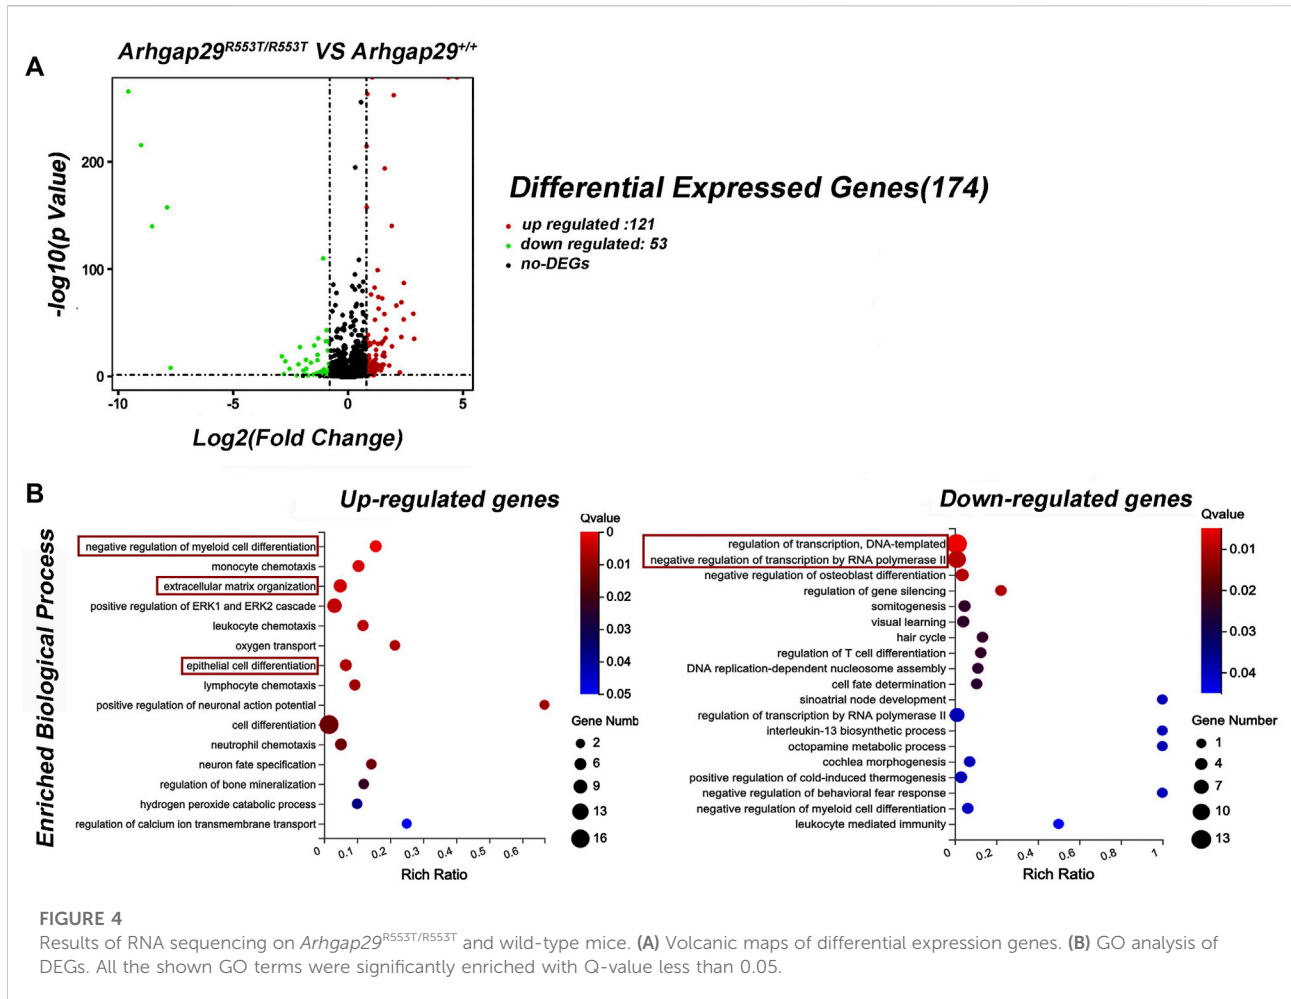 Arhgap29R553T/R553T VS Arhgap29+/+
A
-log10(p Value)
200
100
0
-10
-5
0
5
Log2(Fold Change)
Differential Expressed Genes(174)
up regulated :121
down regulated: 53
no-DEGs
B
Enriched Biological Process
Up-regulated genes
negative regulation of myeloid cell differentiation
monocyte chemotaxis
extracellular matrix organization
positive regulation of ERK1 and ERK2 cascade
leukocyte chemotaxis
oxygen transport
epithelial cell differentiation
lymphocyte chemotaxis
positive regulation of neuronal action potential
cell differentiation
neutrophil chemotaxis
neuron fate specification
regulation of bone mineralization
hydrogen peroxide catabolic process
regulation of calcium ion transmembrane transport
0
0.1
0.2
0.3
0.4
0.5
0.6
Rich Ratio
Qvalue
0
0.01
0.02
0.03
0.04
0.05
Gene Numb
2
6
9
13
16
Down-regulated genes
regulation of transcription, DNA-templated
negative regulation of transcription by RNA polymerase II
negative regulation of osteoblast differentiation
regulation of gene silencing
somitogenesis
visual learning
hair cycle
regulation of T cell differentiation
DNA replication-dependent nucleosome assembly
cell fate determination
sinoatrial node development
regulation of transcription by RNA polymerase II
interleukin-13 biosynthetic process
octopamine metabolic process
cochlea morphogenesis
positive regulation of cold-induced thermogenesis
negative regulation of behavioral fear response
negative regulation of myeloid cell differentiation
leukocyte mediated immunity
0
0.2
0.4
0.6
0.8
1
Rich Ratio
Qvalue
0.01
0.02
0.03
0.04
Gene Number
1
4
7
10
13
FIGURE 4
Results of RNA sequencing on Arhgap29R553T/R553T and wild-type mice. (A) Volcanic maps of differential expression genes. (B) GO analysis of
DEGs. All the shown GO terms were significantly enriched with Q-value less than 0.05.